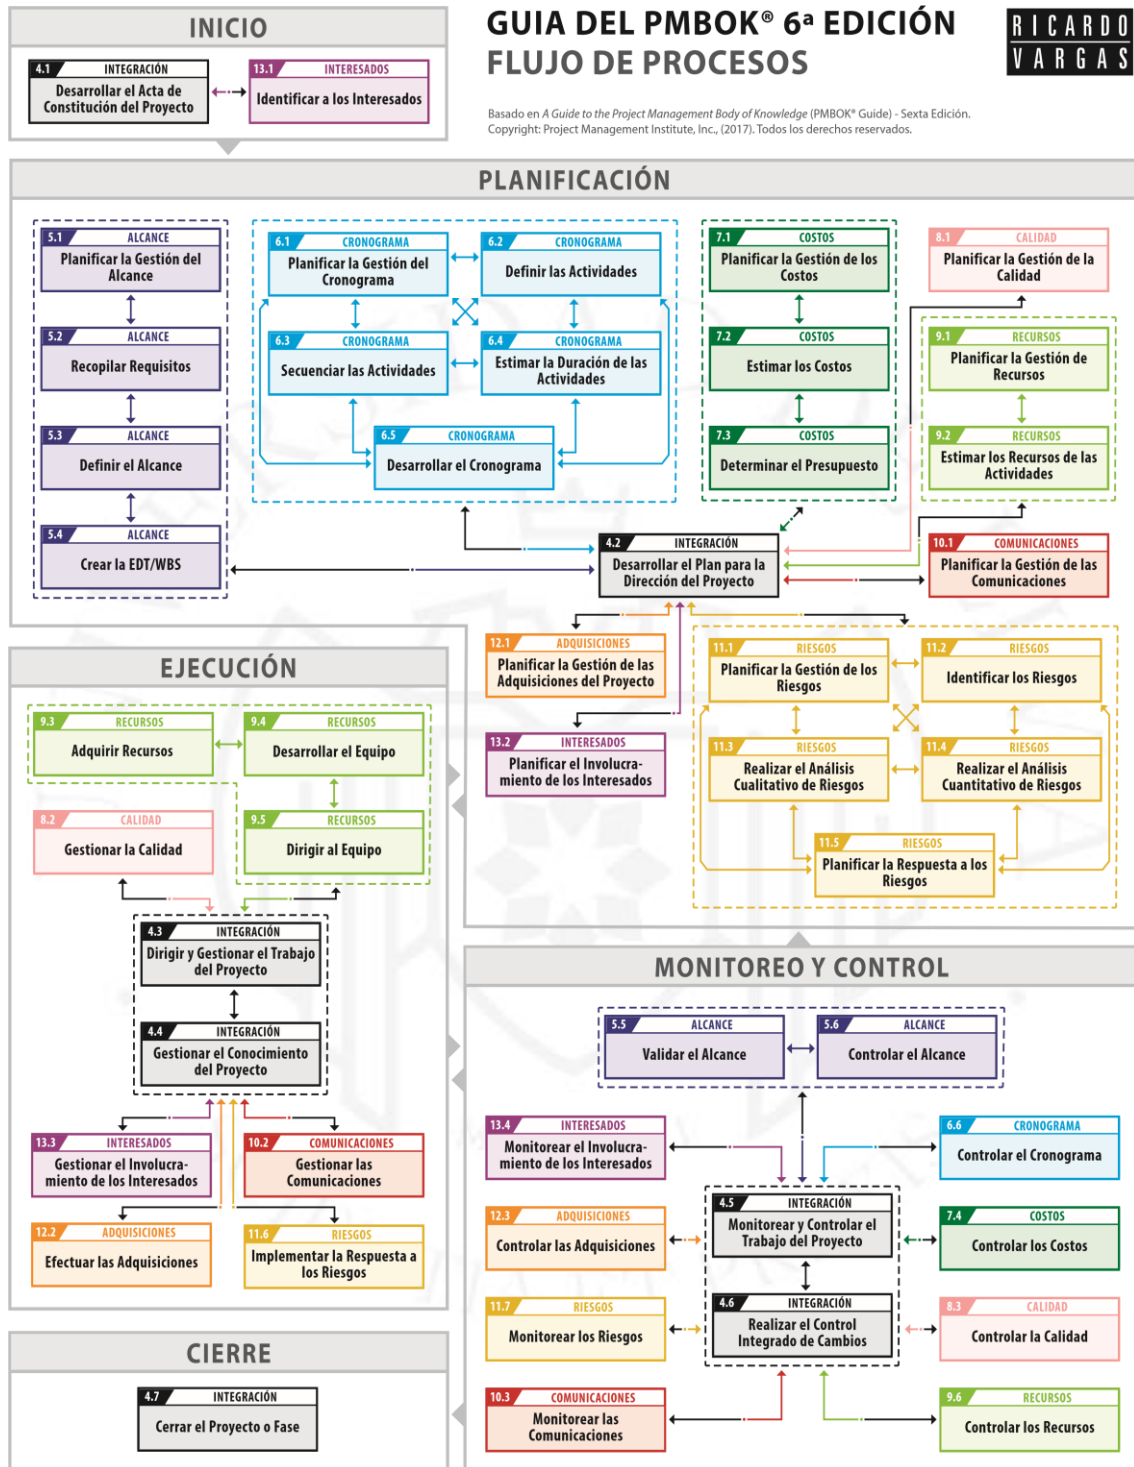 GUIA DEL PMBOK® 6ª EDICIÓN
FLUJO DE PROCESOS
RICARDO
VARGAS
Basado en A Guide to the Project Management Body of Knowledge (PMBOK® Guide) - Sexta Edición.
Copyright: Project Management Institute, Inc., (2017). Todos los derechos reservados.
INICIO
4.1 INTEGRACIÓN
Desarrollar el Acta de
Constitución del Proyecto
13.1 INTERESADOS
Identificar a los Interesados
PLANIFICACIÓN
5.1 ALCANCE
Planificar la Gestión del
Alcance
5.2 ALCANCE
Recopilar Requisitos
5.3 ALCANCE
Definir el Alcance
5.4 ALCANCE
Crear la EDT/WBS
6.1 CRONOGRAMA
Planificar la Gestión del
Cronograma
6.2 CRONOGRAMA
Definir las Actividades
6.3 CRONOGRAMA
Secuenciar las Actividades
6.4 CRONOGRAMA
Estimar la Duración de las
Actividades
6.5 CRONOGRAMA
Desarrollar el Cronograma
7.1 COSTOS
Planificar la Gestión de los
Costos
7.2 COSTOS
Estimar los Costos
7.3 COSTOS
Determinar el Presupuesto
8.1 CALIDAD
Planificar la Gestión de la
Calidad
9.1 RECURSOS
Planificar la Gestión de
Recursos
9.2 RECURSOS
Estimar los Recursos de las
Actividades
4.2 INTEGRACIÓN
Desarrollar el Plan para la
Dirección del Proyecto
10.1 COMUNICACIONES
Planificar la Gestión de las
Comunicaciones
12.1 ADQUISICIONES
Planificar la Gestión de las
Adquisiciones del Proyecto
13.2 INTERESADOS
Planificar el Involucra-
miento de los Interesados
11.1 RIESGOS
Planificar la Gestión de los
Riesgos
11.2 RIESGOS
Identificar los Riesgos
11.3 RIESGOS
Realizar el Análisis
Cualitativo de Riesgos
11.4 RIESGOS
Realizar el Análisis
Cuantitativo de Riesgos
11.5 RIESGOS
Planificar la Respuesta a los
Riesgos
EJECUCIÓN
9.3 RECURSOS
Adquirir Recursos
9.4 RECURSOS
Desarrollar el Equipo
8.2 CALIDAD
Gestionar la Calidad
9.5 RECURSOS
Dirigir al Equipo
4.3 INTEGRACIÓN
Dirigir y Gestionar el Trabajo
del Proyecto
4.4 INTEGRACIÓN
Gestionar el Conocimiento
del Proyecto
13.3 INTERESADOS
Gestionar el Involucra-
miento de los Interesados
10.2 COMUNICACIONES
Gestionar las
Comunicaciones
12.2 ADQUISICIONES
Efectuar las Adquisiciones
11.6 RIESGOS
Implementar la Respuesta a
los Riesgos
MONITOREO Y CONTROL
5.5 ALCANCE
Validar el Alcance
5.6 ALCANCE
Controlar el Alcance
13.4 INTERESADOS
Monitorear el Involucra-
miento de los Interesados
6.6 CRONOGRAMA
Controlar el Cronograma
4.5 INTEGRACIÓN
Monitorear y Controlar el
Trabajo del Proyecto
12.3 ADQUISICIONES
Controlar las Adquisiciones
7.4 COSTOS
Controlar los Costos
4.6 INTEGRACIÓN
Realizar el Control
Integrado de Cambios
11.7 RIESGOS
Monitorear los Riesgos
8.3 CALIDAD
Controlar la Calidad
10.3 COMUNICACIONES
Monitorear las
Comunicaciones
9.6 RECURSOS
Controlar los Recursos
CIERRE
4.7 INTEGRACIÓN
Cerrar el Proyecto o Fase